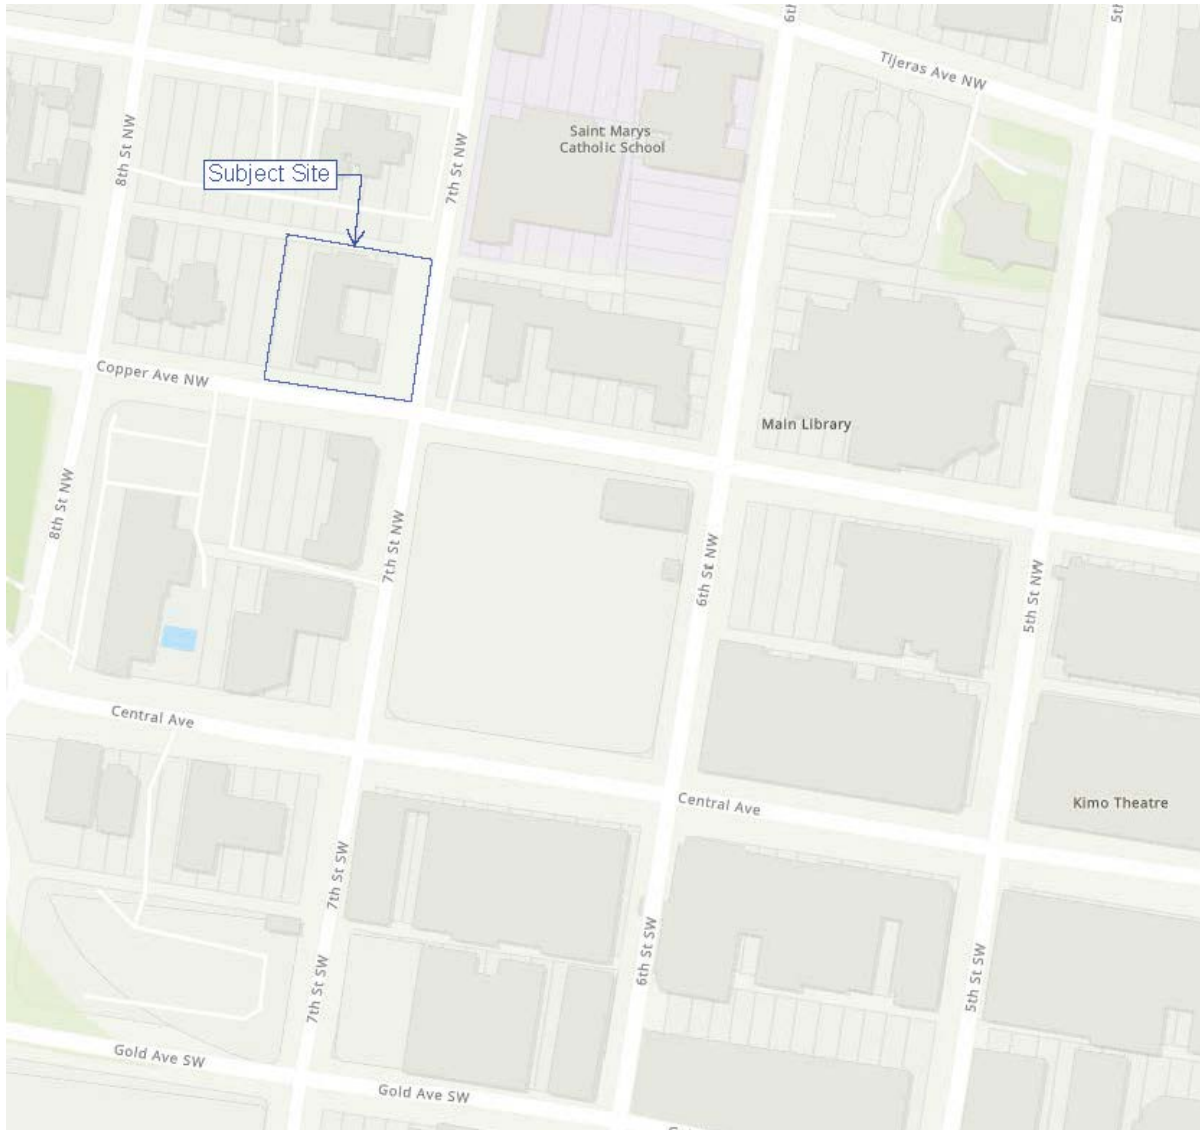 6th
5th
Tijeras Ave NW
Saint Marys
Catholic School
8th St NW
7th St NW
Subject Site
Copper Ave NW
Main Library
8th St NW
7th St NW
6th St NW
5th St NW
Central Ave
Central Ave
Kimo Theatre
7th St SW
6th St SW
5th St SW
7th St SW
Gold Ave SW
Gold Ave SW